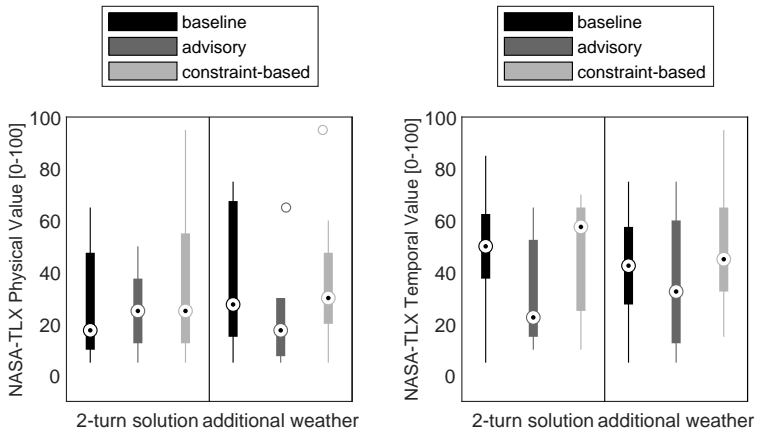 baseline
advisory
constraint-based
NASA-TLX Physical Value [0-100]
100
80
60
40
20
0
2-turn solution additional weather
baseline
advisory
constraint-based
NASA-TLX Temporal Value [0-100]
100
80
60
40
20
0
2-turn solution additional weather